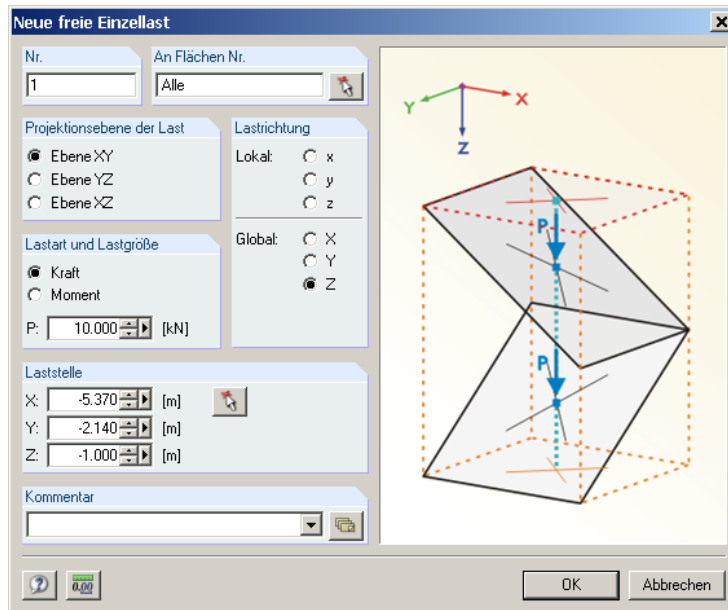 Neue freie Einzellast
Nr.
1
An Flächen Nr.
Alle
Projektionsebene der Last
Ebene XY
Ebene YZ
Ebene XZ
Lastrichtung
Lokal:
x
y
z
Global:
X
Y
Z
Lastart und Lastgröße
Kraft
Moment
P: 10.000 [kN]
Laststelle
X: -5.370 [m]
Y: -2.140 [m]
Z: -1.000 [m]
Kommentar
Y
X
Z
P
P
0.00
OK
Abbrechen